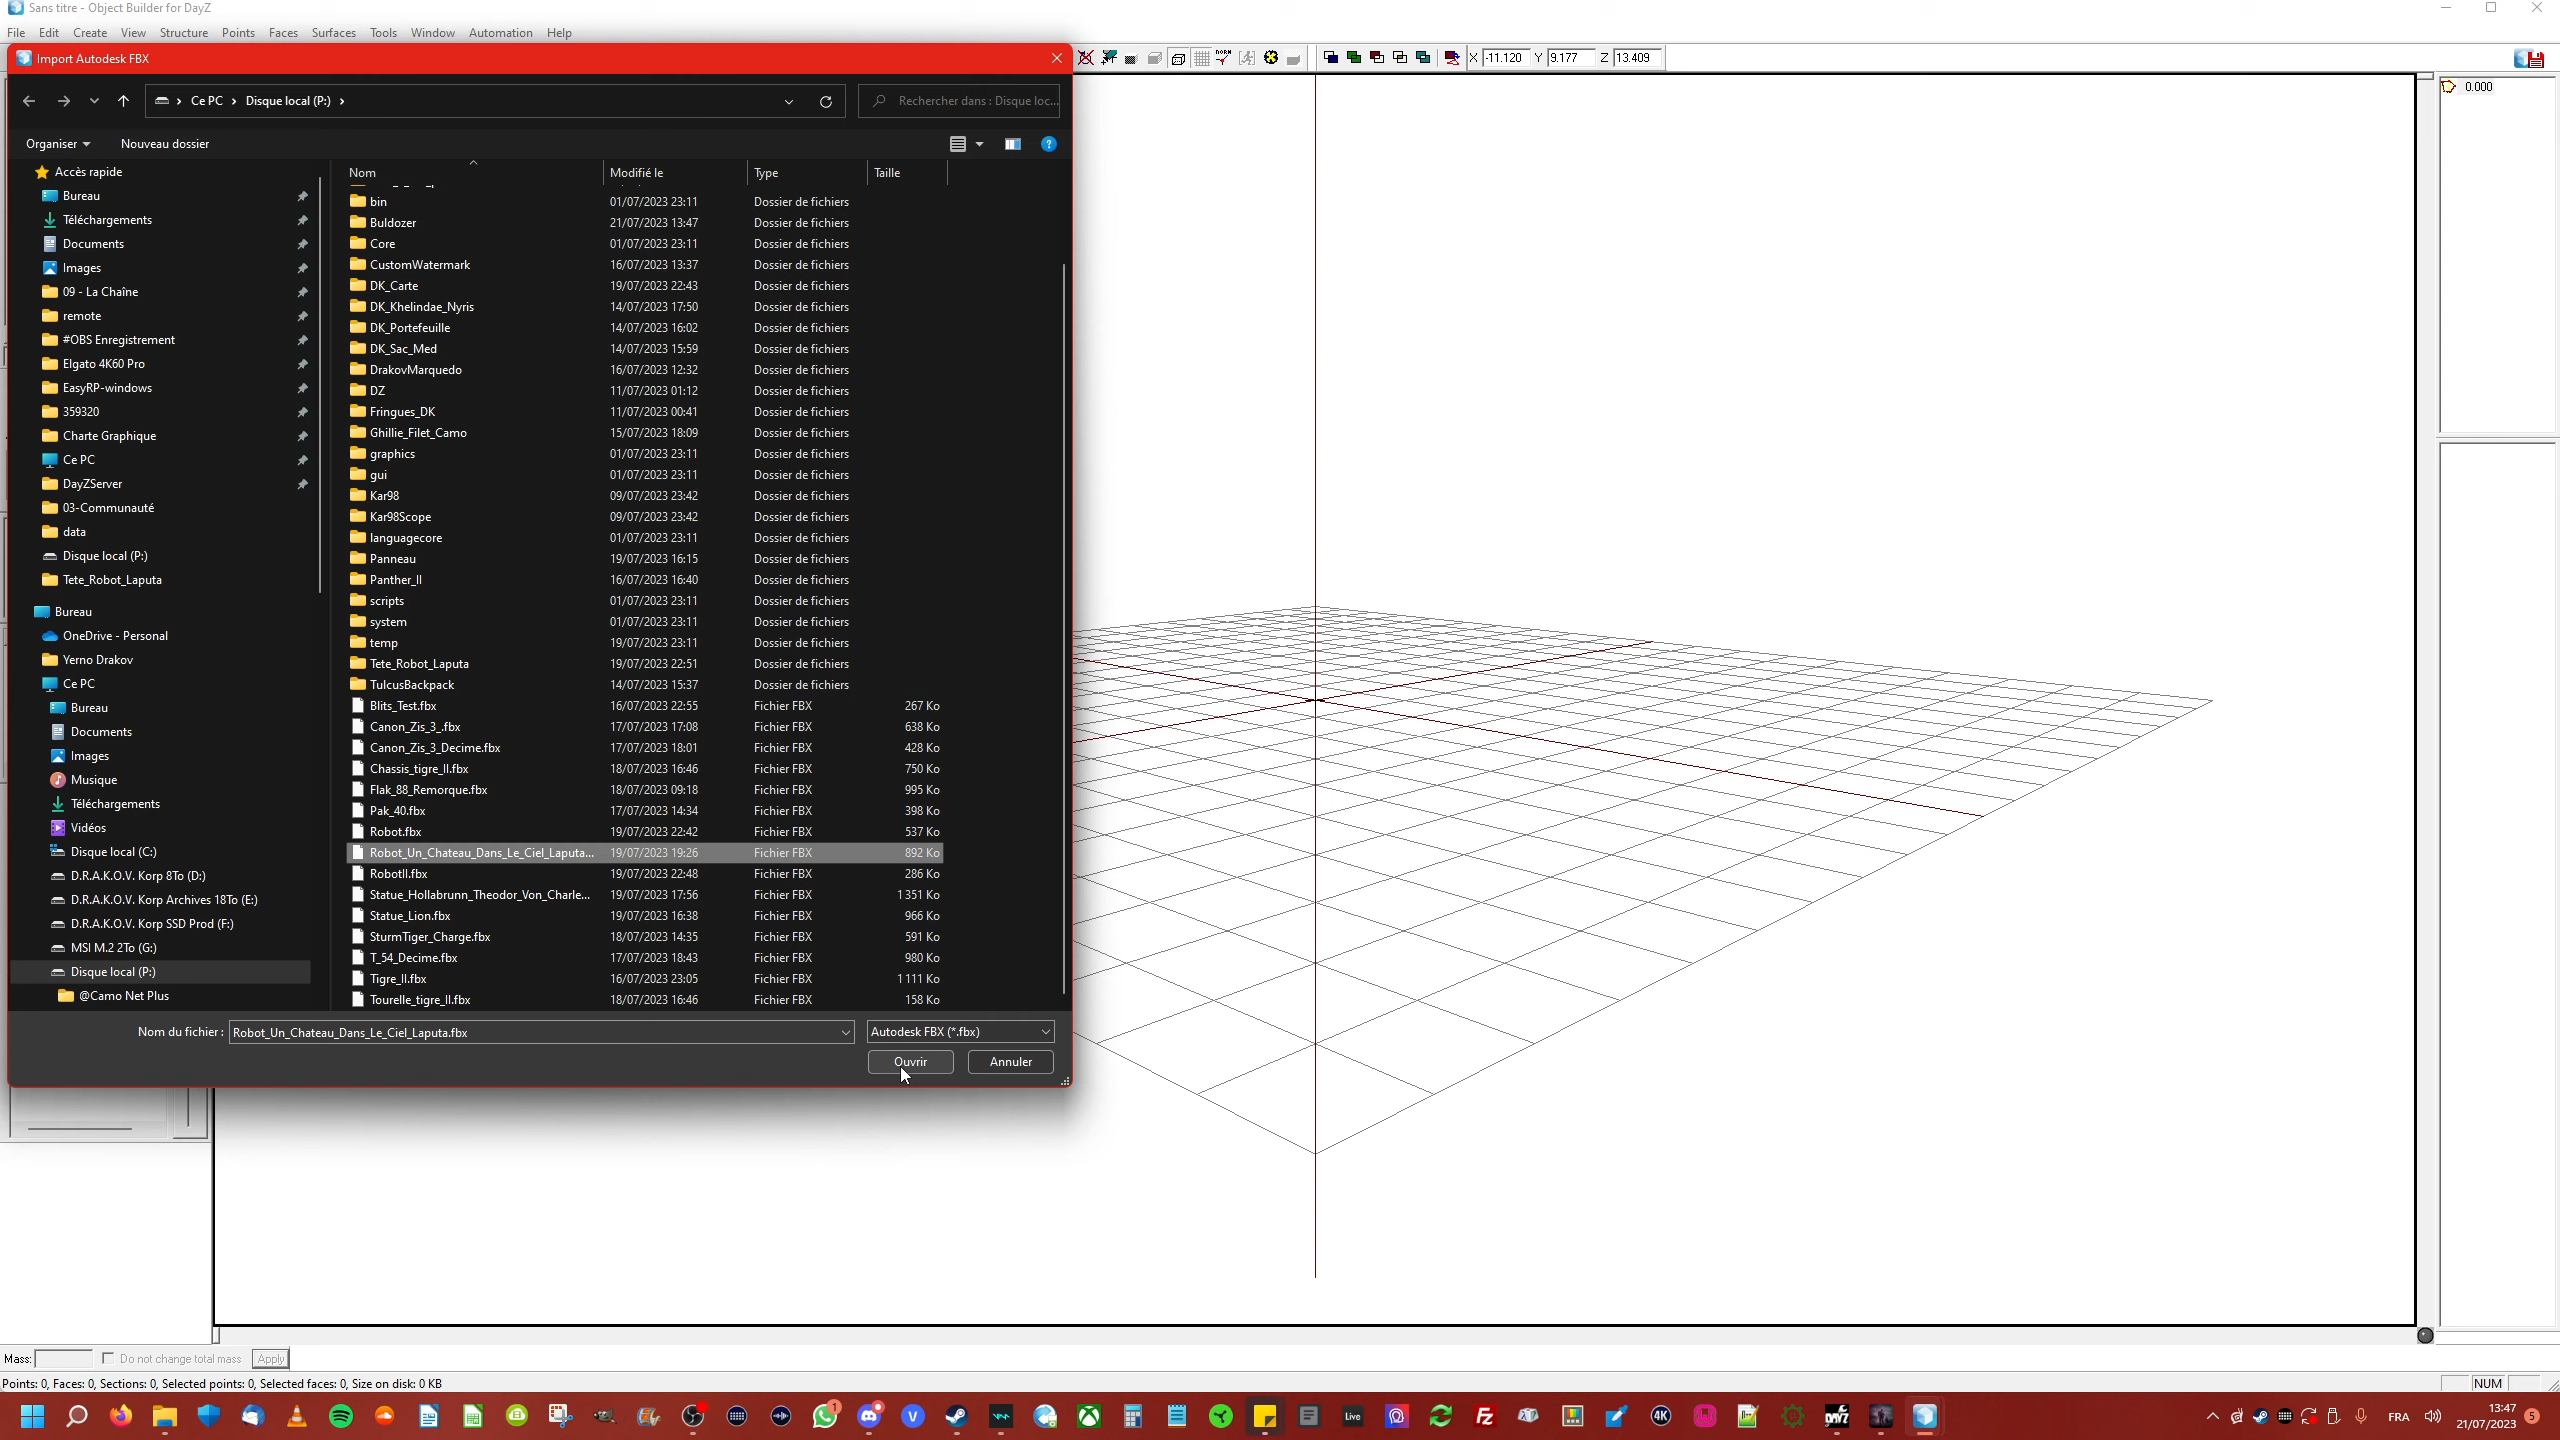 Sans titre - Object Builder for DayZ
File Edit Create View Structure Points Faces Surfaces Tools Window Automation Help
Import Autodesk FBX
X -11.120 Y 9.177 Z 13.409
Ce PC > Disque local (P:) >
Rechercher dans : Disque loc...
0.000
Organiser Nouveau dossier
Nom Modifié le Type Taille
Accès rapide
Bureau
Téléchargements
Documents
Images
09 - La Chaîne
remote
#OBS Enregistrement
Elgato 4K60 Pro
EasyRP-windows
359320
Charte Graphique
Ce PC
DayZServer
03-Communauté
data
Disque local (P:)
Tete_Robot_Laputa
Bureau
OneDrive - Personal
Yerno Drakov
Ce PC
Bureau
Documents
Images
Musique
Téléchargements
Vidéos
Disque local (C:)
D.R.A.K.O.V. Korp 8To (D:)
D.R.A.K.O.V. Korp Archives 18To (E:)
D.R.A.K.O.V. Korp SSD Prod (F:)
MSI M.2 2To (G:)
Disque local (P:)
@Camo Net Plus
bin 01/07/2023 23:11 Dossier de fichiers
Buldozer 21/07/2023 13:47 Dossier de fichiers
Core 01/07/2023 23:11 Dossier de fichiers
CustomWatermark 16/07/2023 13:37 Dossier de fichiers
DK_Carte 19/07/2023 22:43 Dossier de fichiers
DK_Khelindae_Nyris 14/07/2023 17:50 Dossier de fichiers
DK_Portefeuille 14/07/2023 16:02 Dossier de fichiers
DK_Sac_Med 14/07/2023 15:59 Dossier de fichiers
DrakovMarquedo 16/07/2023 12:32 Dossier de fichiers
DZ 11/07/2023 01:12 Dossier de fichiers
Fringues_DK 11/07/2023 00:41 Dossier de fichiers
Ghillie_Filet_Camo 15/07/2023 18:09 Dossier de fichiers
graphics 01/07/2023 23:11 Dossier de fichiers
gui 01/07/2023 23:11 Dossier de fichiers
Kar98 09/07/2023 23:42 Dossier de fichiers
Kar98Scope 09/07/2023 23:42 Dossier de fichiers
languagecore 01/07/2023 23:11 Dossier de fichiers
Panneau 19/07/2023 16:15 Dossier de fichiers
Panther_II 16/07/2023 16:40 Dossier de fichiers
scripts 01/07/2023 23:11 Dossier de fichiers
system 01/07/2023 23:11 Dossier de fichiers
temp 19/07/2023 23:11 Dossier de fichiers
Tete_Robot_Laputa 19/07/2023 22:51 Dossier de fichiers
TulcusBackpack 14/07/2023 15:37 Dossier de fichiers
Blits_Test.fbx 16/07/2023 22:55 Fichier FBX 267 Ko
Canon_Zis_3_.fbx 17/07/2023 17:08 Fichier FBX 638 Ko
Canon_Zis_3_Decime.fbx 17/07/2023 18:01 Fichier FBX 428 Ko
Chassis_tigre_II.fbx 18/07/2023 16:46 Fichier FBX 750 Ko
Flak_88_Remorque.fbx 18/07/2023 09:18 Fichier FBX 995 Ko
Pak_40.fbx 17/07/2023 14:34 Fichier FBX 398 Ko
Robot.fbx 19/07/2023 22:42 Fichier FBX 537 Ko
Robot_Un_Chateau_Dans_Le_Ciel_Laputa... 19/07/2023 19:26 Fichier FBX 892 Ko
RobotII.fbx 19/07/2023 22:48 Fichier FBX 286 Ko
Statue_Hollabrunn_Theodor_Von_Charle... 19/07/2023 17:56 Fichier FBX 1 351 Ko
Statue_Lion.fbx 19/07/2023 16:38 Fichier FBX 966 Ko
SturmTiger_Charge.fbx 18/07/2023 14:35 Fichier FBX 591 Ko
T_54_Decime.fbx 17/07/2023 18:43 Fichier FBX 980 Ko
Tigre_II.fbx 16/07/2023 23:05 Fichier FBX 1 111 Ko
Tourelle_tigre_II.fbx 18/07/2023 16:46 Fichier FBX 158 Ko
Nom du fichier : Robot_Un_Chateau_Dans_Le_Ciel_Laputa.fbx Autodesk FBX (*.fbx)
Ouvrir Annuler
Mass: Do not change total mass Apply
Points: 0, Faces: 0, Sections: 0, Selected points: 0, Selected faces: 0, Size on disk: 0 KB
NUM
FRA 13:47
21/07/2023 5